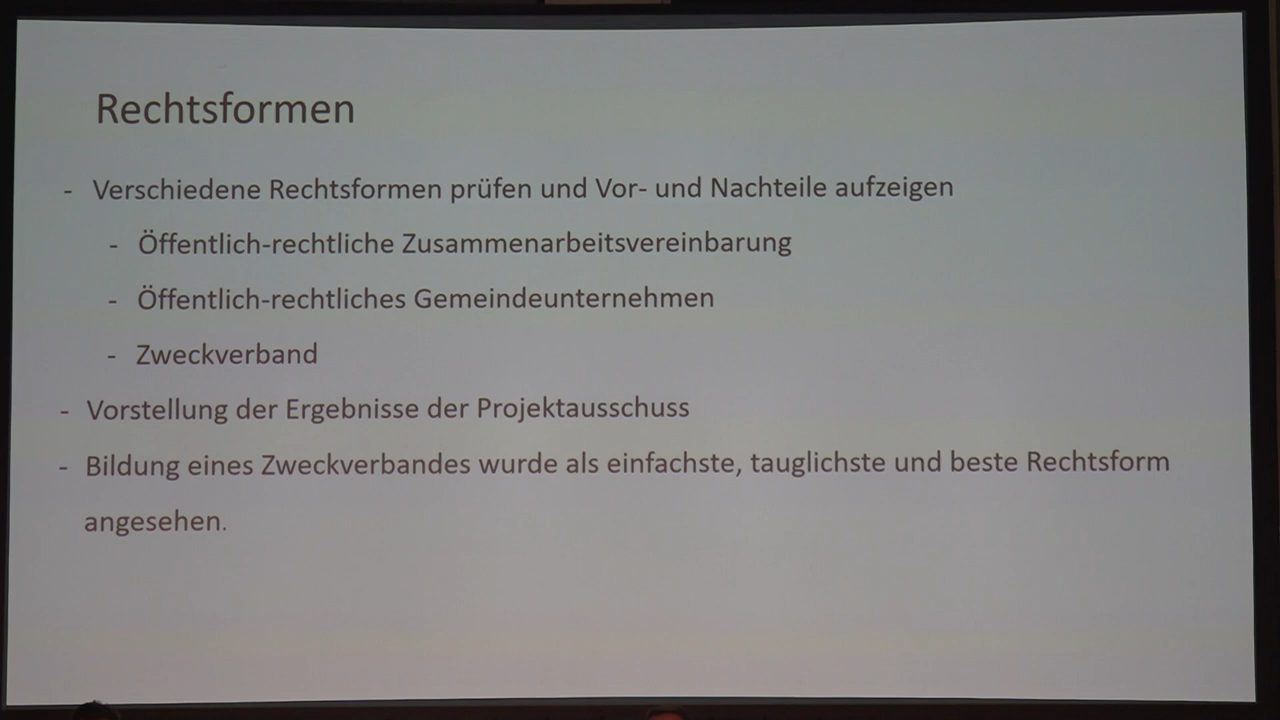 Rechtsformen
- Verschiedene Rechtsformen prüfen und Vor- und Nachteile aufzeigen
- Öffentlich-rechtliche Zusammenarbeitsvereinbarung
- Öffentlich-rechtliches Gemeindeunternehmen
- Zweckverband
- Vorstellung der Ergebnisse der Projektausschuss
- Bildung eines Zweckverbandes wurde als einfachste, tauglichste und beste Rechtsform
angesehen.